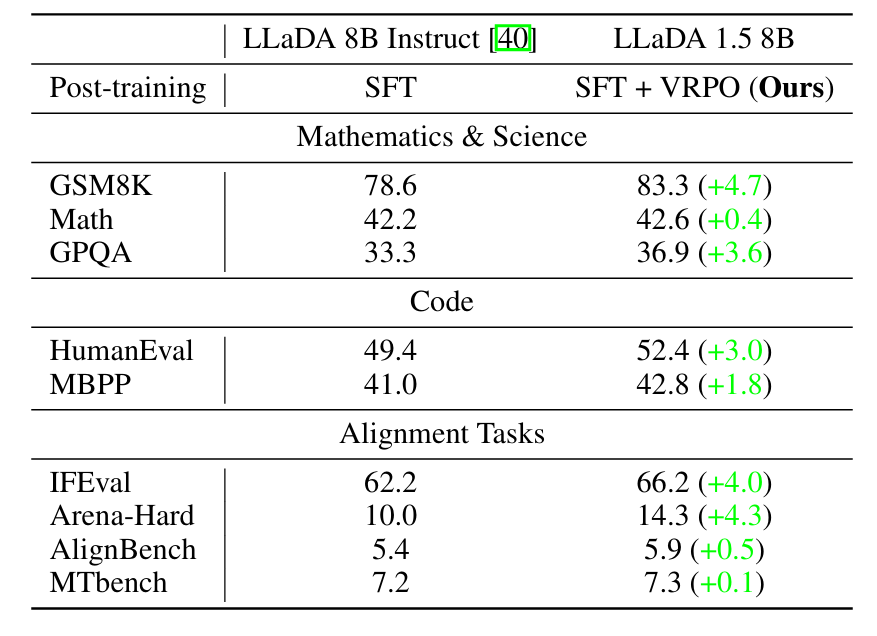 LLaDA 8B Instruct [40] LLaDA 1.5 8B
Post-training SFT SFT + VRPO (Ours)
Mathematics & Science
GSM8K 78.6 83.3 (+4.7)
Math 42.2 42.6 (+0.4)
GPQA 33.3 36.9 (+3.6)
Code
HumanEval 49.4 52.4 (+3.0)
MBPP 41.0 42.8 (+1.8)
Alignment Tasks
IFEval 62.2 66.2 (+4.0)
Arena-Hard 10.0 14.3 (+4.3)
AlignBench 5.4 5.9 (+0.5)
MTbench 7.2 7.3 (+0.1)